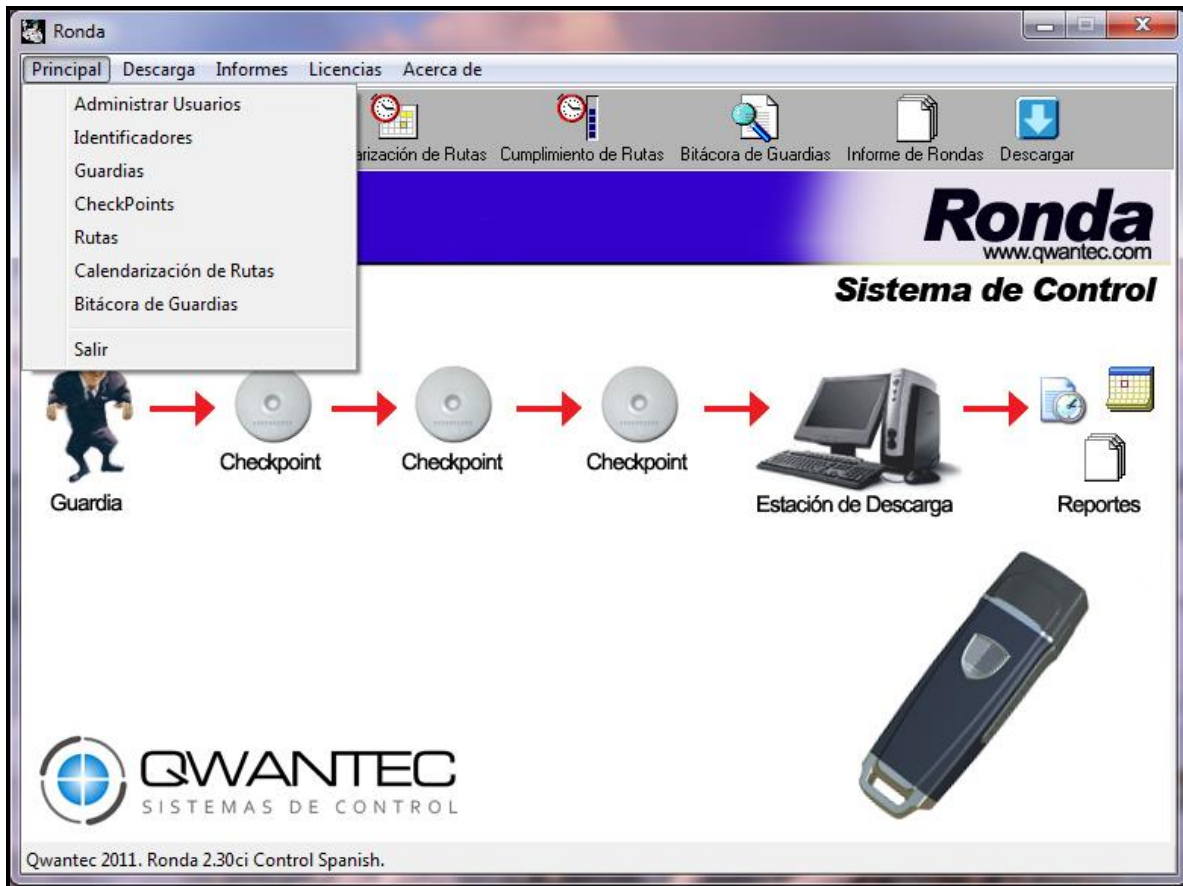 Ronda
Principal Descarga Informes Licencias Acerca de
Administrar Usuarios
Identificadores
Guardias
CheckPoints
Rutas
Calendarización de Rutas
Bitácora de Guardias
Salir
de Rutas Cumplimiento de Rutas Bitácora de Guardias Informe de Rondas Descargar
Ronda
www.qwantec.com
Sistema de Control
Checkpoint Checkpoint Checkpoint
Guardia Estación de Descarga Reportes
QWANTEC
SISTEMAS DE CONTROL
Qwantec 2011. Ronda 2.30ci Control Spanish.